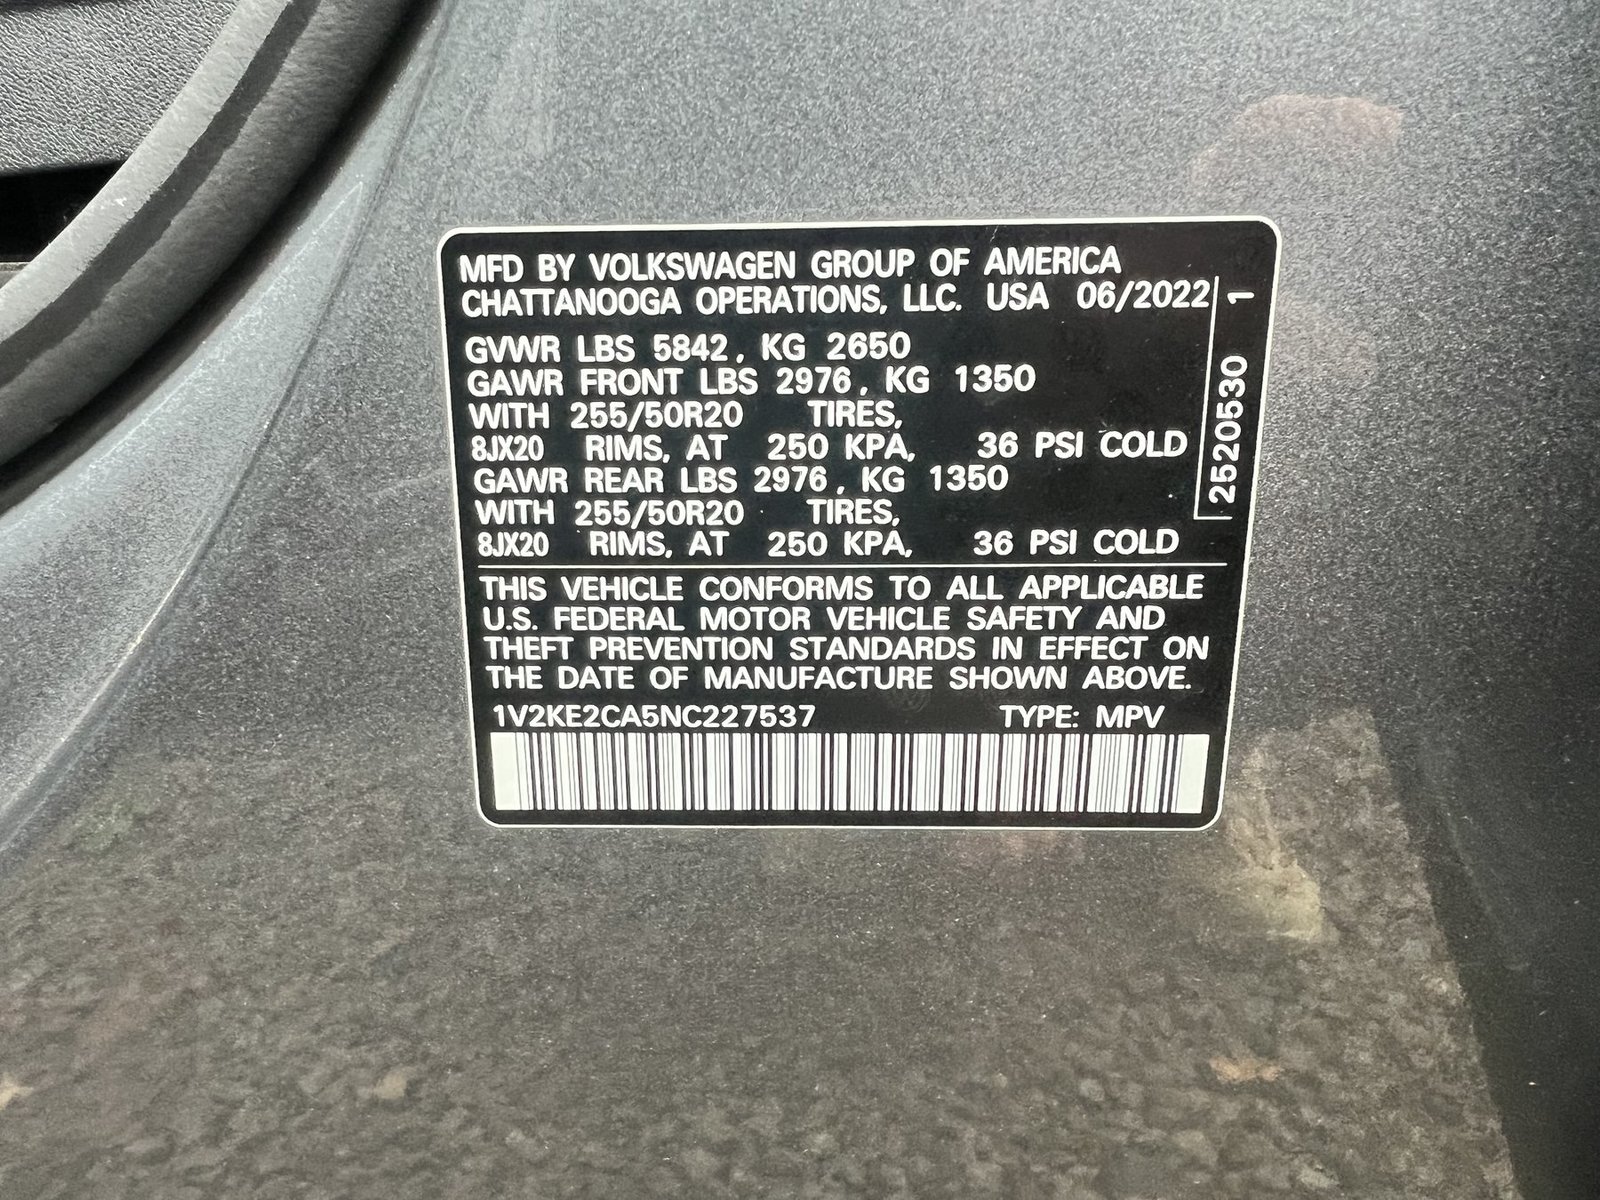 MFD BY VOLKSWAGEN GROUP OF AMERICA
CHATTANOOGA OPERATIONS, LLC. USA 06/2022
GVWR LBS 5842, KG 2650
GAWR FRONT LBS 2976, KG 1350
WITH 255/50R20 TIRES,
8JX20 RIMS, AT 250 KPA, 36 PSI COLD
GAWR REAR LBS 2976, KG 1350
WITH 255/50R20 TIRES,
8JX20 RIMS, AT 250 KPA, 36 PSI COLD
2520530 1
THIS VEHICLE CONFORMS TO ALL APPLICABLE
U.S. FEDERAL MOTOR VEHICLE SAFETY AND
THEFT PREVENTION STANDARDS IN EFFECT ON
THE DATE OF MANUFACTURE SHOWN ABOVE.
1V2KE2CA5NC227537 TYPE: MPV